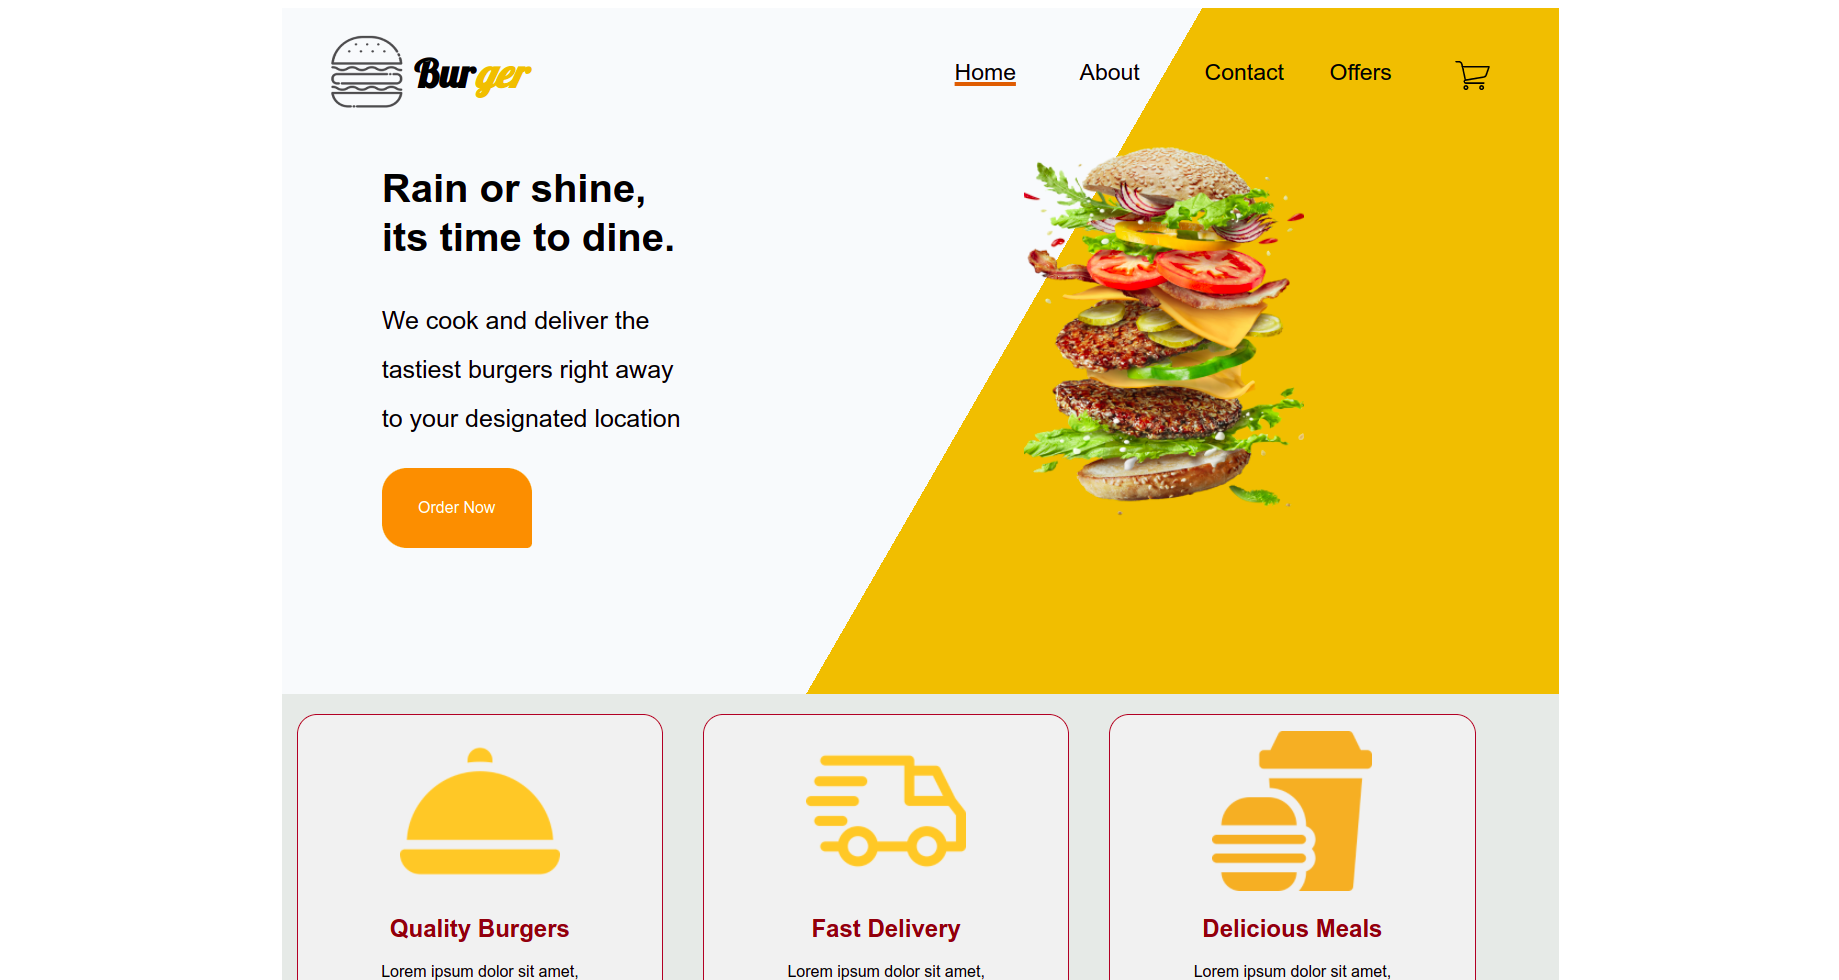 Burger
Home About Contact Offers
Rain or shine,
its time to dine.
We cook and deliver the
tastiest burgers right away
to your designated location
Order Now
Quality Burgers
Lorem ipsum dolor sit amet,
Fast Delivery
Lorem ipsum dolor sit amet,
Delicious Meals
Lorem ipsum dolor sit amet,